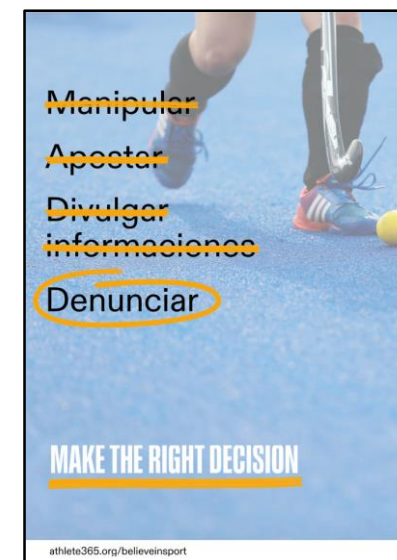 Manipular
Apostar
Divulgar
informaciones
Denunciar
MAKE THE RIGHT DECISION
athlete365.org/believeinsport